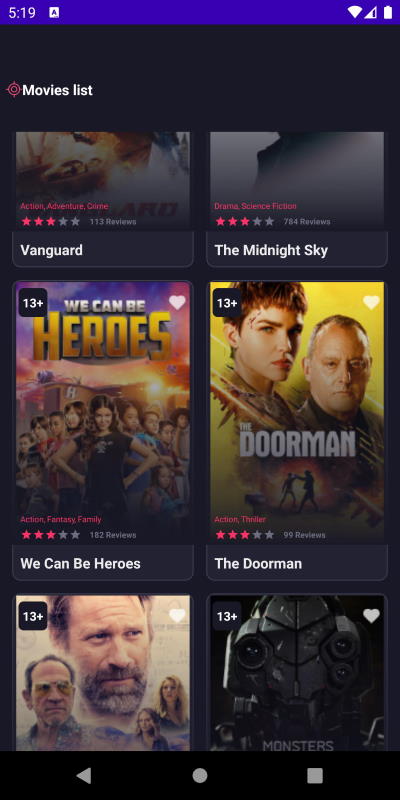 5:19
A
Movies list
VANGUARD
Action, Adventure, Crime
113 Reviews
Drama, Science Fiction
784 Reviews
Vanguard
The Midnight Sky
13+
WE CAN BE
HEROES
Action, Fantasy, Family
182 Reviews
13+
THE
DOORMAN
Action, Thriller
99 Reviews
We Can Be Heroes
The Doorman
13+
13+
MONSTERS